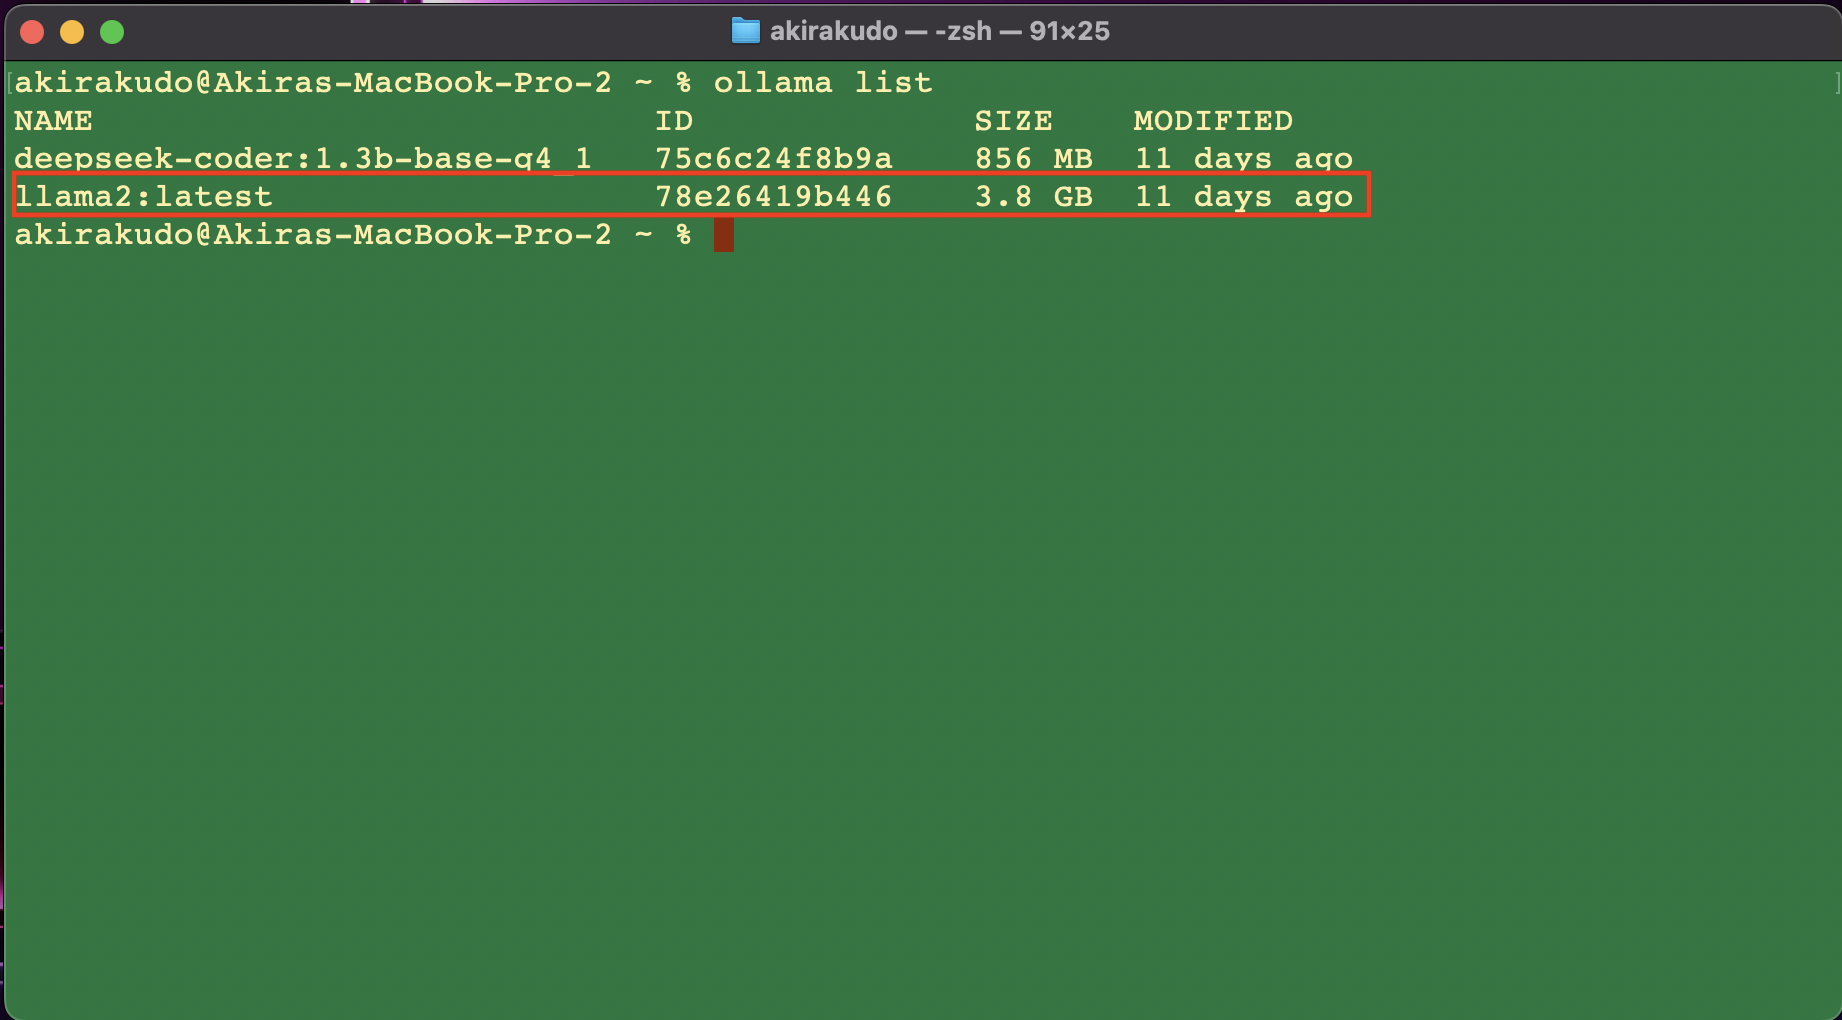 akirakudo — -zsh — 91×25
[akirakudo@Akiras-MacBook-Pro-2 ~ % ollama list ]
NAME ID SIZE MODIFIED
deepseek-coder:1.3b-base-q4_1 75c6c24f8b9a 856 MB 11 days ago
llama2:latest 78e26419b446 3.8 GB 11 days ago
akirakudo@Akiras-MacBook-Pro-2 ~ %